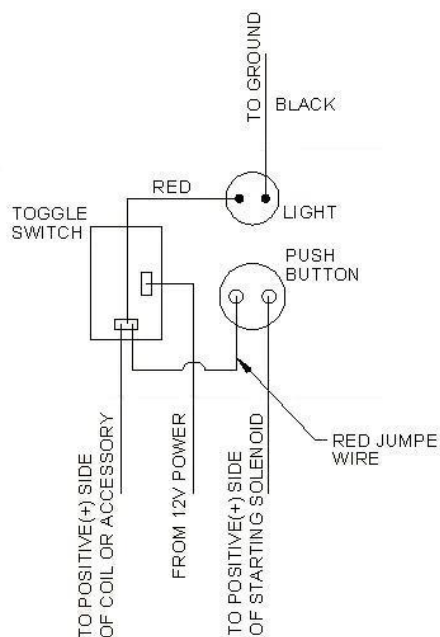 TO GROUND
BLACK
RED
LIGHT
TOGGLE
SWITCH
PUSH
BUTTON
RED JUMPE
WIRE
TO POSITIVE(+) SIDE
OF COIL OR ACCESSORY
FROM 12V POWER
TO POSITIVE(+) SIDE
OF STARTING SOLENOID